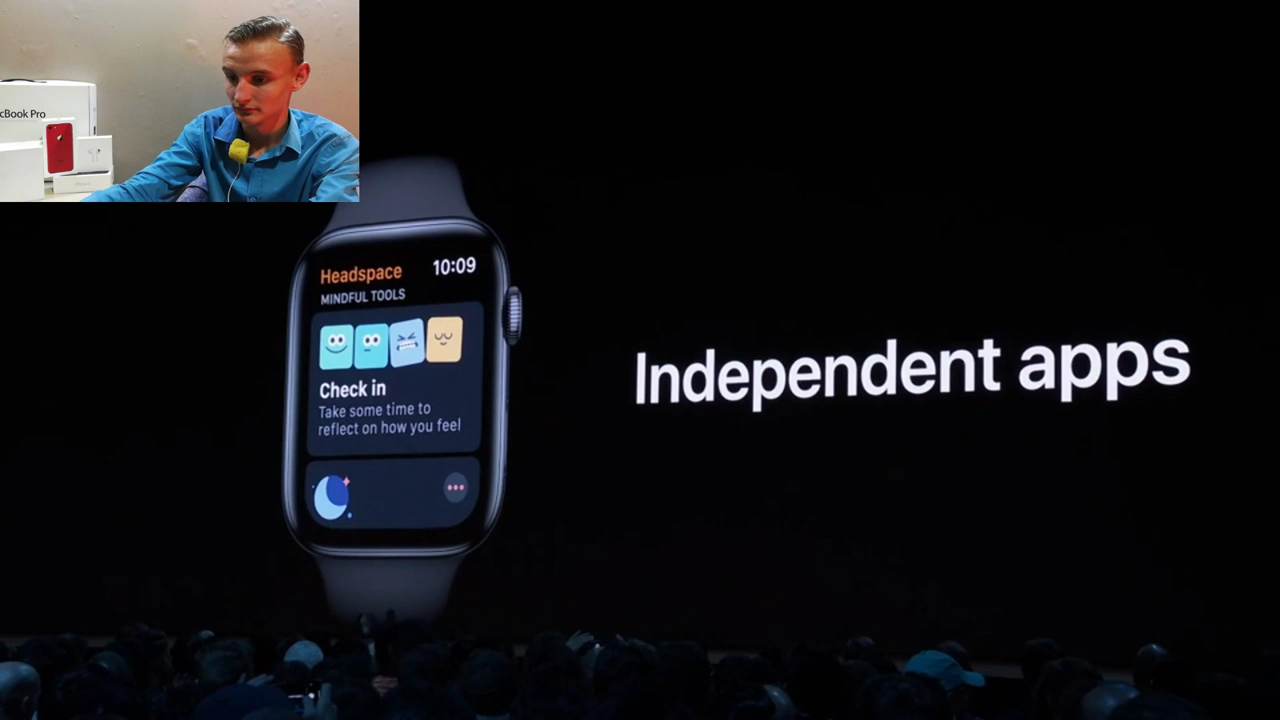 cBook Pro
Headspace
10:09
MINDFUL TOOLS
Check in
Take some time to
reflect on how you feel
Independent apps